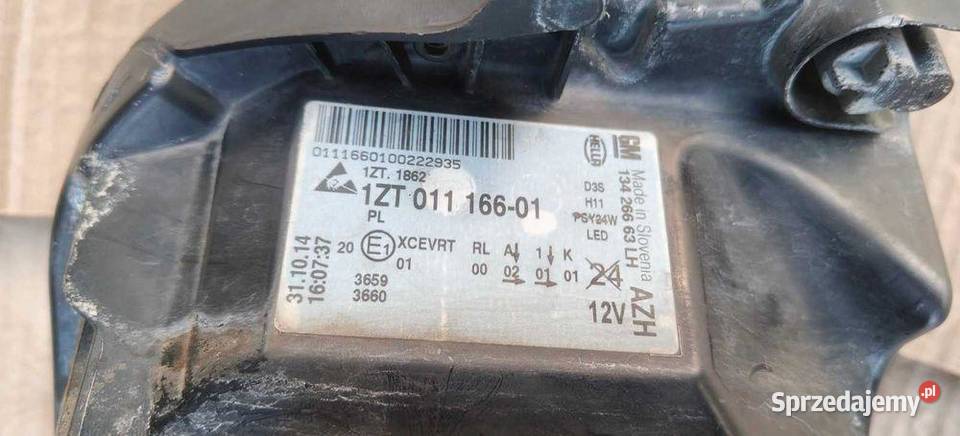 0111660100222935
1ZT. 1862
1ZT 011 166-01
PL
31.10.14
16:07:37
20 E1 XCEVRT RL A 1 K
01 00 02 01 01
3659
3660
HELLA
D3S
H11
PSY24W
LED
24
12V
GM
134 266 63 LH
Made in Slovenia
AZH
Sprzedajemy.pl